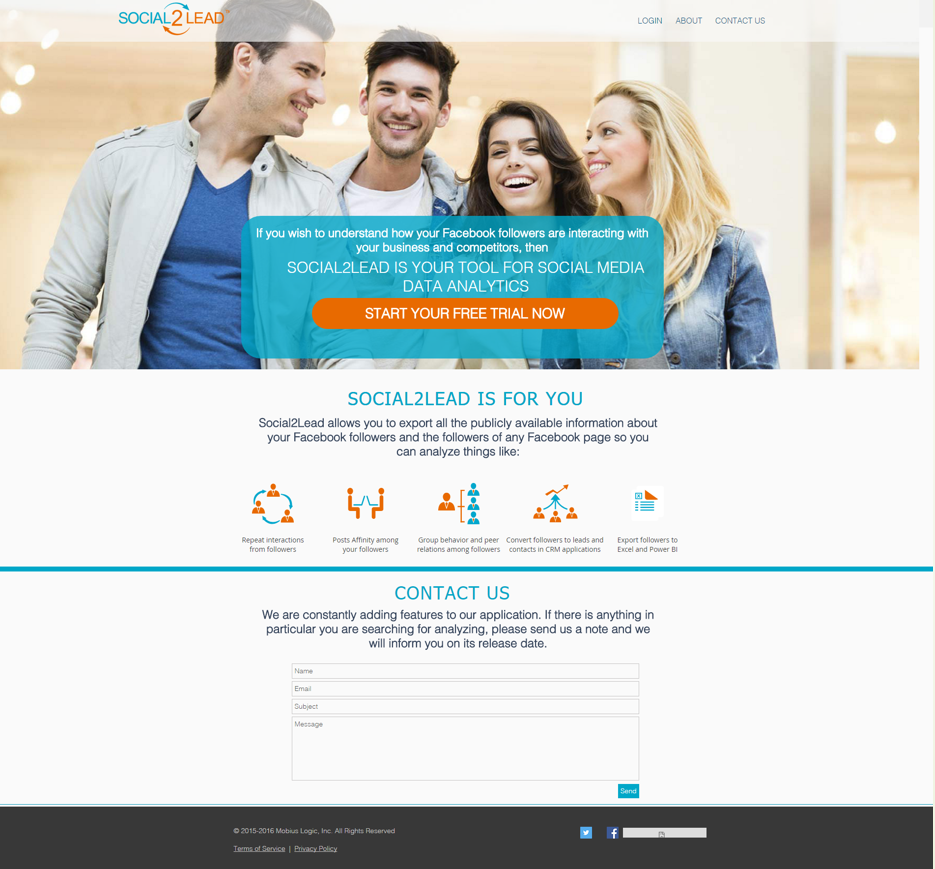 SOCIAL2LEAD
LOGIN ABOUT CONTACT US
If you wish to understand how your Facebook followers are interacting with
your business and competitors, then
SOCIAL2LEAD IS YOUR TOOL FOR SOCIAL MEDIA
DATA ANALYTICS
START YOUR FREE TRIAL NOW
SOCIAL2LEAD IS FOR YOU
Social2Lead allows you to export all the publicly available information about
your Facebook followers and the followers of any Facebook page so you
can analyze things like:
Repeat interactions
from followers
Posts Affinity among
your followers
Group behavior and peer
relations among followers
Convert followers to leads and
contacts in CRM applications
Export followers to
Excel and Power BI
CONTACT US
We are constantly adding features to our application. If there is anything in
particular you are searching for analyzing, please send us a note and we
will inform you on its release date.
Name
Email
Subject
Message
Send
© 2015-2016 Mobius Logic, Inc. All Rights Reserved
Terms of Service | Privacy Policy